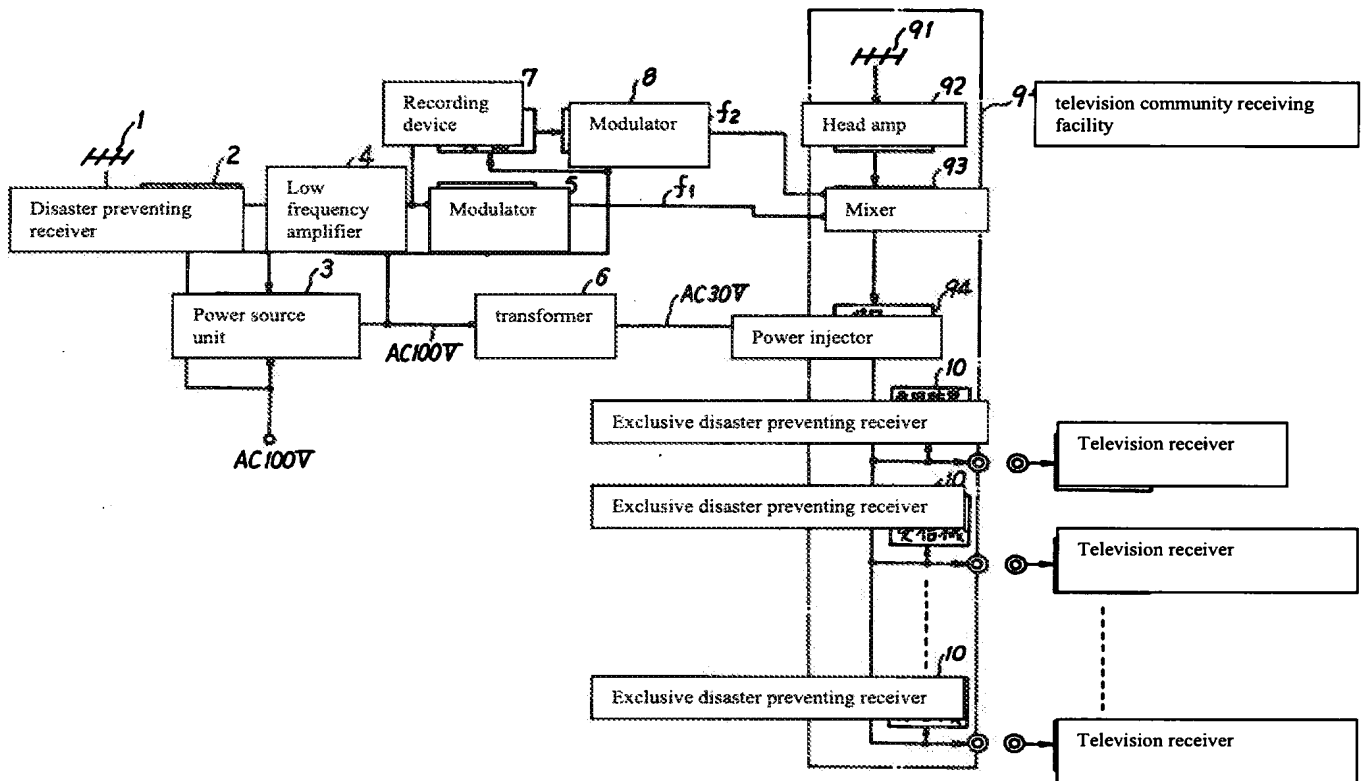 91
7
8
92
9
television community receiving
facility
Recording
device
Modulator
f2
Head amp
1
2
4
93
Low
frequency
amplifier
5
Disaster preventing
receiver
Modulator
f1
Mixer
3
6
AC30V
94
Power source
unit
transformer
Power injector
AC100V
10
Exclusive disaster preventing receiver
Television receiver
AC100V
10
Exclusive disaster preventing receiver
Television receiver
10
Exclusive disaster preventing receiver
Television receiver